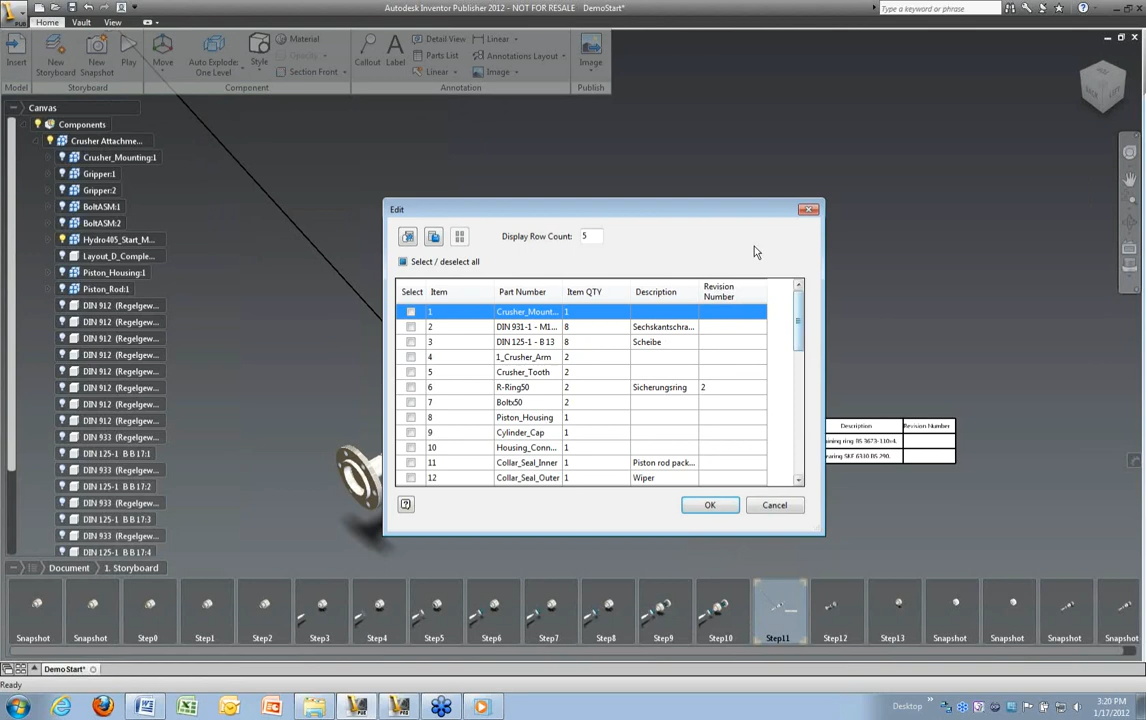 Autodesk Inventor Publisher 2012 - NOT FOR RESALE DemoStart*
Type a keyword or phrase
PUB
Home Vault View
Insert
New Storyboard
New Snapshot
Play
Move
Auto Explode: One Level
Style
Material
Opacity
Section Front
Callout
Label
Detail View
Parts List
Linear
Linear
Annotations Layout
Image
Image
Model
Storyboard
Component
Annotation
Publish
Canvas
Components
Crusher Attachme...
Crusher_Mounting:1
Gripper:1
Gripper:2
BoltASM:1
BoltASM:2
Hydro405_Start_M...
Layout_D_Comple...
Piston_Housing:1
Piston_Rod:1
DIN 912 (Regelgew...
DIN 912 (Regelgew...
DIN 912 (Regelgew...
DIN 912 (Regelgew...
DIN 912 (Regelgew...
DIN 912 (Regelgew...
DIN 912 (Regelgew...
DIN 912 (Regelgew...
DIN 933 (Regelgew...
DIN 125-1 B B 17:1
DIN 933 (Regelgew...
DIN 125-1 B B 17:2
DIN 933 (Regelgew...
DIN 125-1 B B 17:3
DIN 933 (Regelgew...
DIN 125-1 B B 17:4
BACK LEFT
Edit
Display Row Count: 5
Select / deselect all
Select Item Part Number Item QTY Description Revision Number
1 Crusher_Mount... 1
2 DIN 931-1 - M1... 8 Sechskantschra...
3 DIN 125-1 - B 13 8 Scheibe
4 1_Crusher_Arm 2
5 Crusher_Tooth 2
6 R-Ring50 2 Sicherungsring 2
7 Boltx50 2
8 Piston_Housing 1
9 Cylinder_Cap 1
10 Housing_Conn... 1
11 Collar_Seal_Inner 1 Piston rod pack...
12 Collar_Seal_Outer 1 Wiper
OK Cancel
Description Revision Number
Document 1. Storyboard
Snapshot Snapshot Step0 Step1 Step2 Step3 Step4 Step5 Step6 Step7 Step8 Step9 Step10 Step11 Step12 Step13 Snapshot Snapshot Snapshot Snapshot
DemoStart*
Ready
Desktop
3:20 PM
1/17/2012